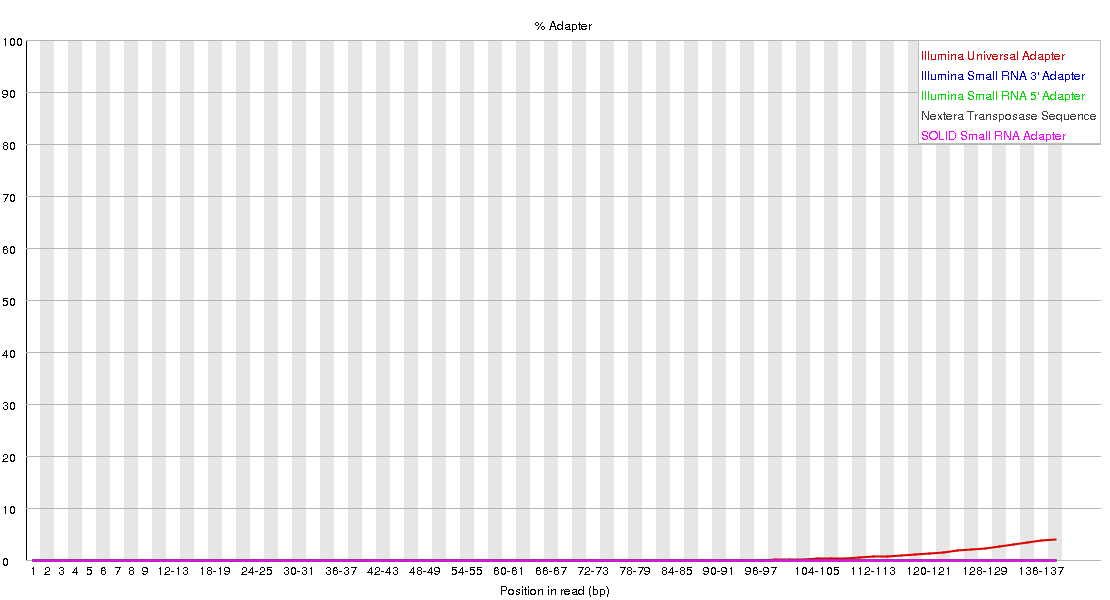 % Adapter
100
90
80
70
60
50
40
30
20
10
0
Illumina Universal Adapter
Illumina Small RNA 3' Adapter
Illumina Small RNA 5' Adapter
Nextera Transposase Sequence
SOLID Small RNA Adapter
1 2 3 4 5 6 7 8 9 12-13 18-19 24-25 30-31 36-37 42-43 48-49 54-55 60-61 66-67 72-73 78-79 84-85 90-91 96-97 104-105 112-113 120-121 128-129 136-137
Position in read (bp)